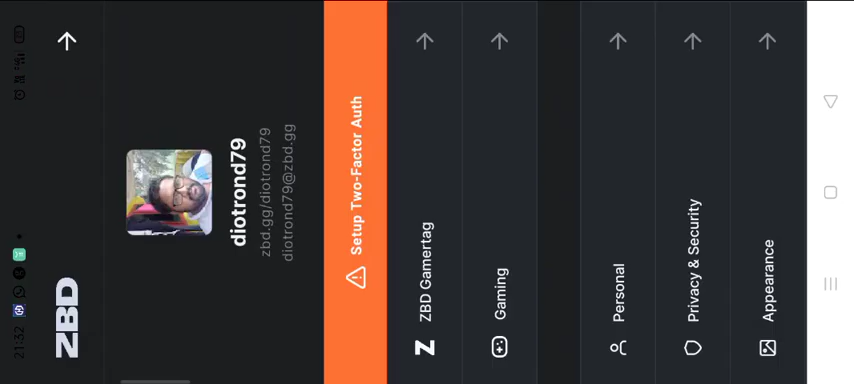 21:32
ZBD
diotrond79
zbd.gg/diotrond79
diotrond79@zbd.gg
Setup Two-Factor Auth
ZBD Gamertag
Gaming
Personal
Privacy & Security
Appearance